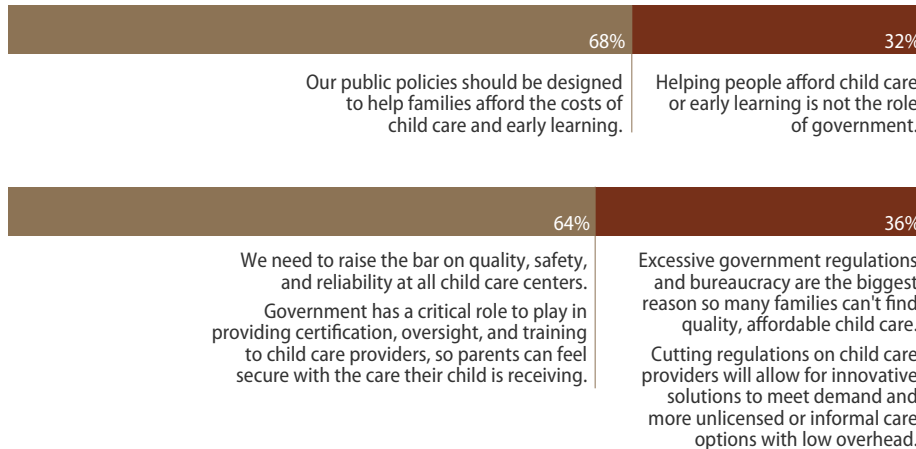 68%
32%
Our public policies should be designed
to help families afford the costs of
child care and early learning.
Helping people afford child care
or early learning is not the role
of government.
64%
36%
We need to raise the bar on quality, safety,
and reliability at all child care centers.
Government has a critical role to play in
providing certification, oversight, and training
to child care providers, so parents can feel
secure with the care their child is receiving.
Excessive government regulations
and bureaucracy are the biggest
reason so many families can't find
quality, affordable child care.
Cutting regulations on child care
providers will allow for innovative
solutions to meet demand and
more unlicensed or informal care
options with low overhead.